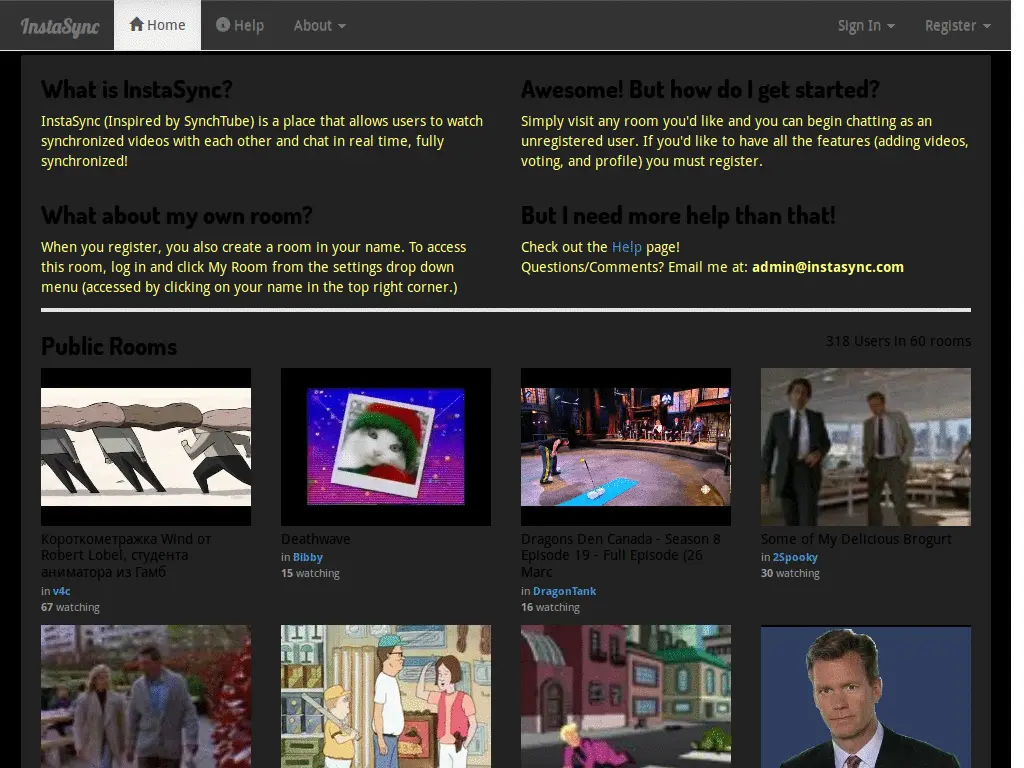 InstaSync Home Help About Sign In Register
What is InstaSync?
InstaSync (Inspired by SynchTube) is a place that allows users to watch
synchronized videos with each other and chat in real time, fully
synchronized!
Awesome! But how do I get started?
Simply visit any room you'd like and you can begin chatting as an
unregistered user. If you'd like to have all the features (adding videos,
voting, and profile) you must register.
What about my own room?
When you register, you also create a room in your name. To access
this room, log in and click My Room from the settings drop down
menu (accessed by clicking on your name in the top right corner.)
But I need more help than that!
Check out the Help page!
Questions/Comments? Email me at: admin@instasync.com
Public Rooms
318 Users in 60 rooms
Короткометражка Wind от
Robert Lobel, студента
аниматора из Гамб
in v4c
67 watching
Deathwave
in Bibby
15 watching
Dragons Den Canada - Season 8
Episode 19 - Full Episode (26
Marc
in DragonTank
16 watching
Some of My Delicious Brogurt
in 2Spooky
30 watching